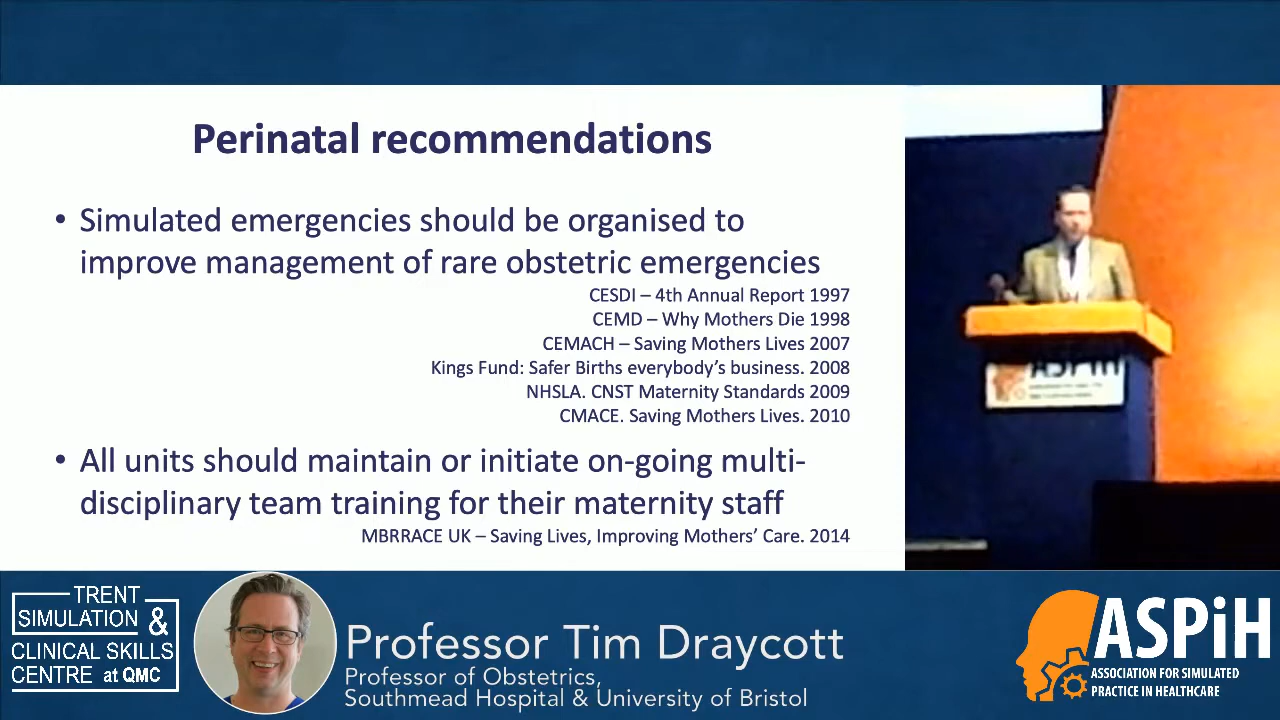 Perinatal recommendations
• Simulated emergencies should be organised to
improve management of rare obstetric emergencies
CESDI – 4th Annual Report 1997
CEMD – Why Mothers Die 1998
CEMACH – Saving Mothers Lives 2007
Kings Fund: Safer Births everybody's business. 2008
NHSLA. CNST Maternity Standards 2009
CMACE. Saving Mothers Lives. 2010
• All units should maintain or initiate on-going multi-
disciplinary team training for their maternity staff
MBRRACE UK – Saving Lives, Improving Mothers' Care. 2014
ASPiH
TRENT
SIMULATION &
CLINICAL SKILLS
CENTRE at QMC
Professor Tim Draycott
Professor of Obstetrics,
Southmead Hospital & University of Bristol
ASPiH
ASSOCIATION FOR SIMULATED
PRACTICE IN HEALTHCARE